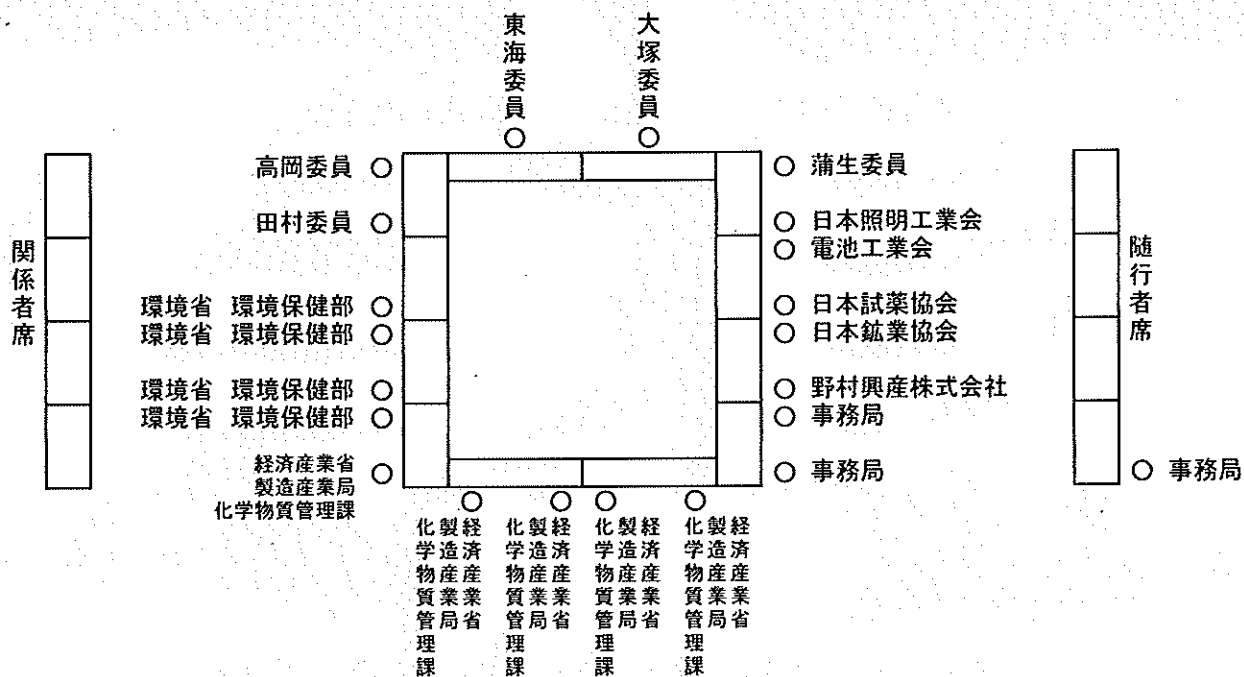 東海委員
大塚委員
高岡委員
田村委員
環境省 環境保健部
環境省 環境保健部
環境省 環境保健部
環境省 環境保健部
経済産業省
製造産業局
化学物質管理課
蒲生委員
日本照明工業会
電池工業会
日本試薬協会
日本鉱業協会
野村興産株式会社
事務局
事務局
関係者席
随行者席
事務局
経済産業省
製造産業局
化学物質管理課
経済産業省
製造産業局
化学物質管理課
経済産業省
製造産業局
化学物質管理課
経済産業省
製造産業局
化学物質管理課